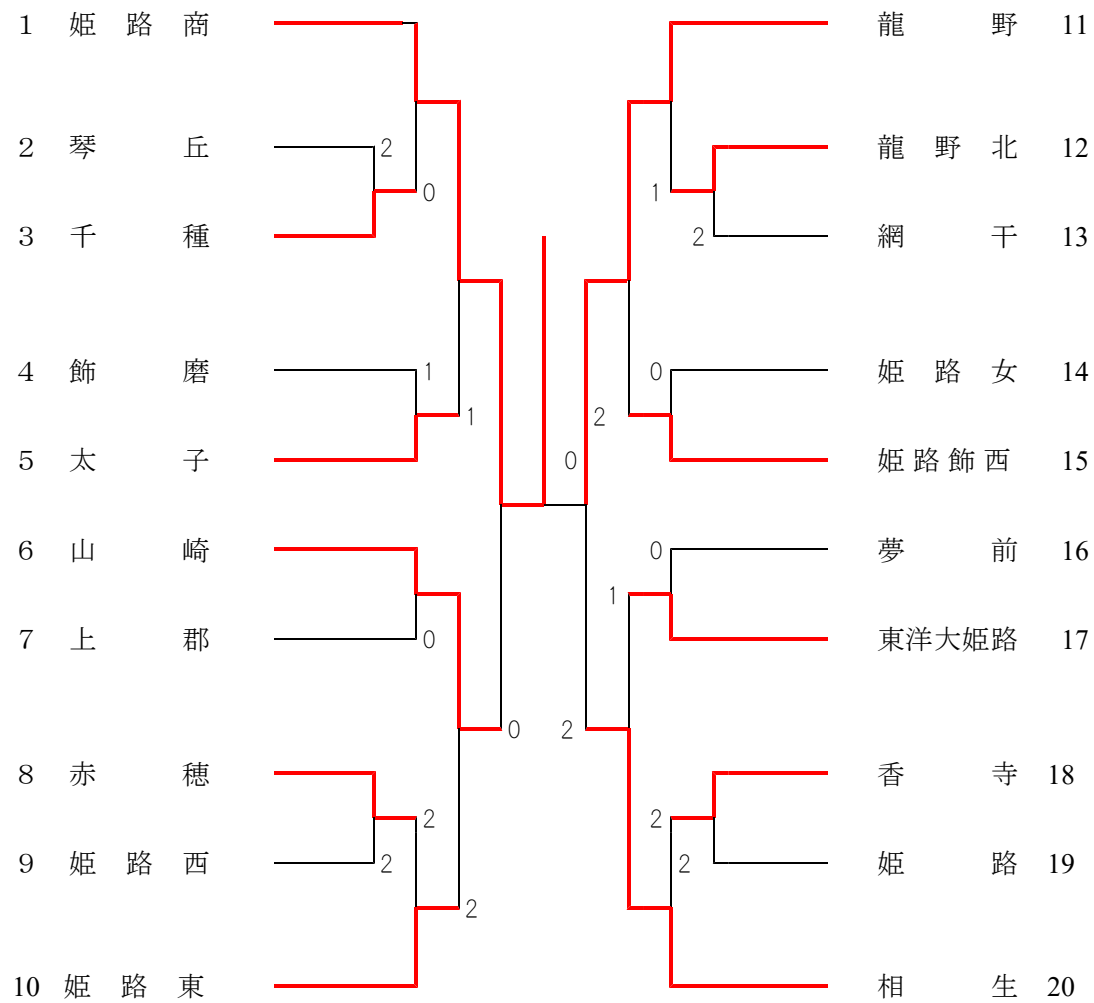 1 姫路商 龍野 11
2 琴丘 2 龍野北 12
0 1
3 千種 2 網干 13
4 飾磨 1 0 姫路女 14
1 2
5 太子 0 姫路飾西 15
6 山崎 0 夢前 16
1
7 上郡 0 東洋大姫路 17
0 2
8 赤穂 香寺 18
2 2
9 姫路西 2 2 姫路 19
2
10 姫路東 相生 20